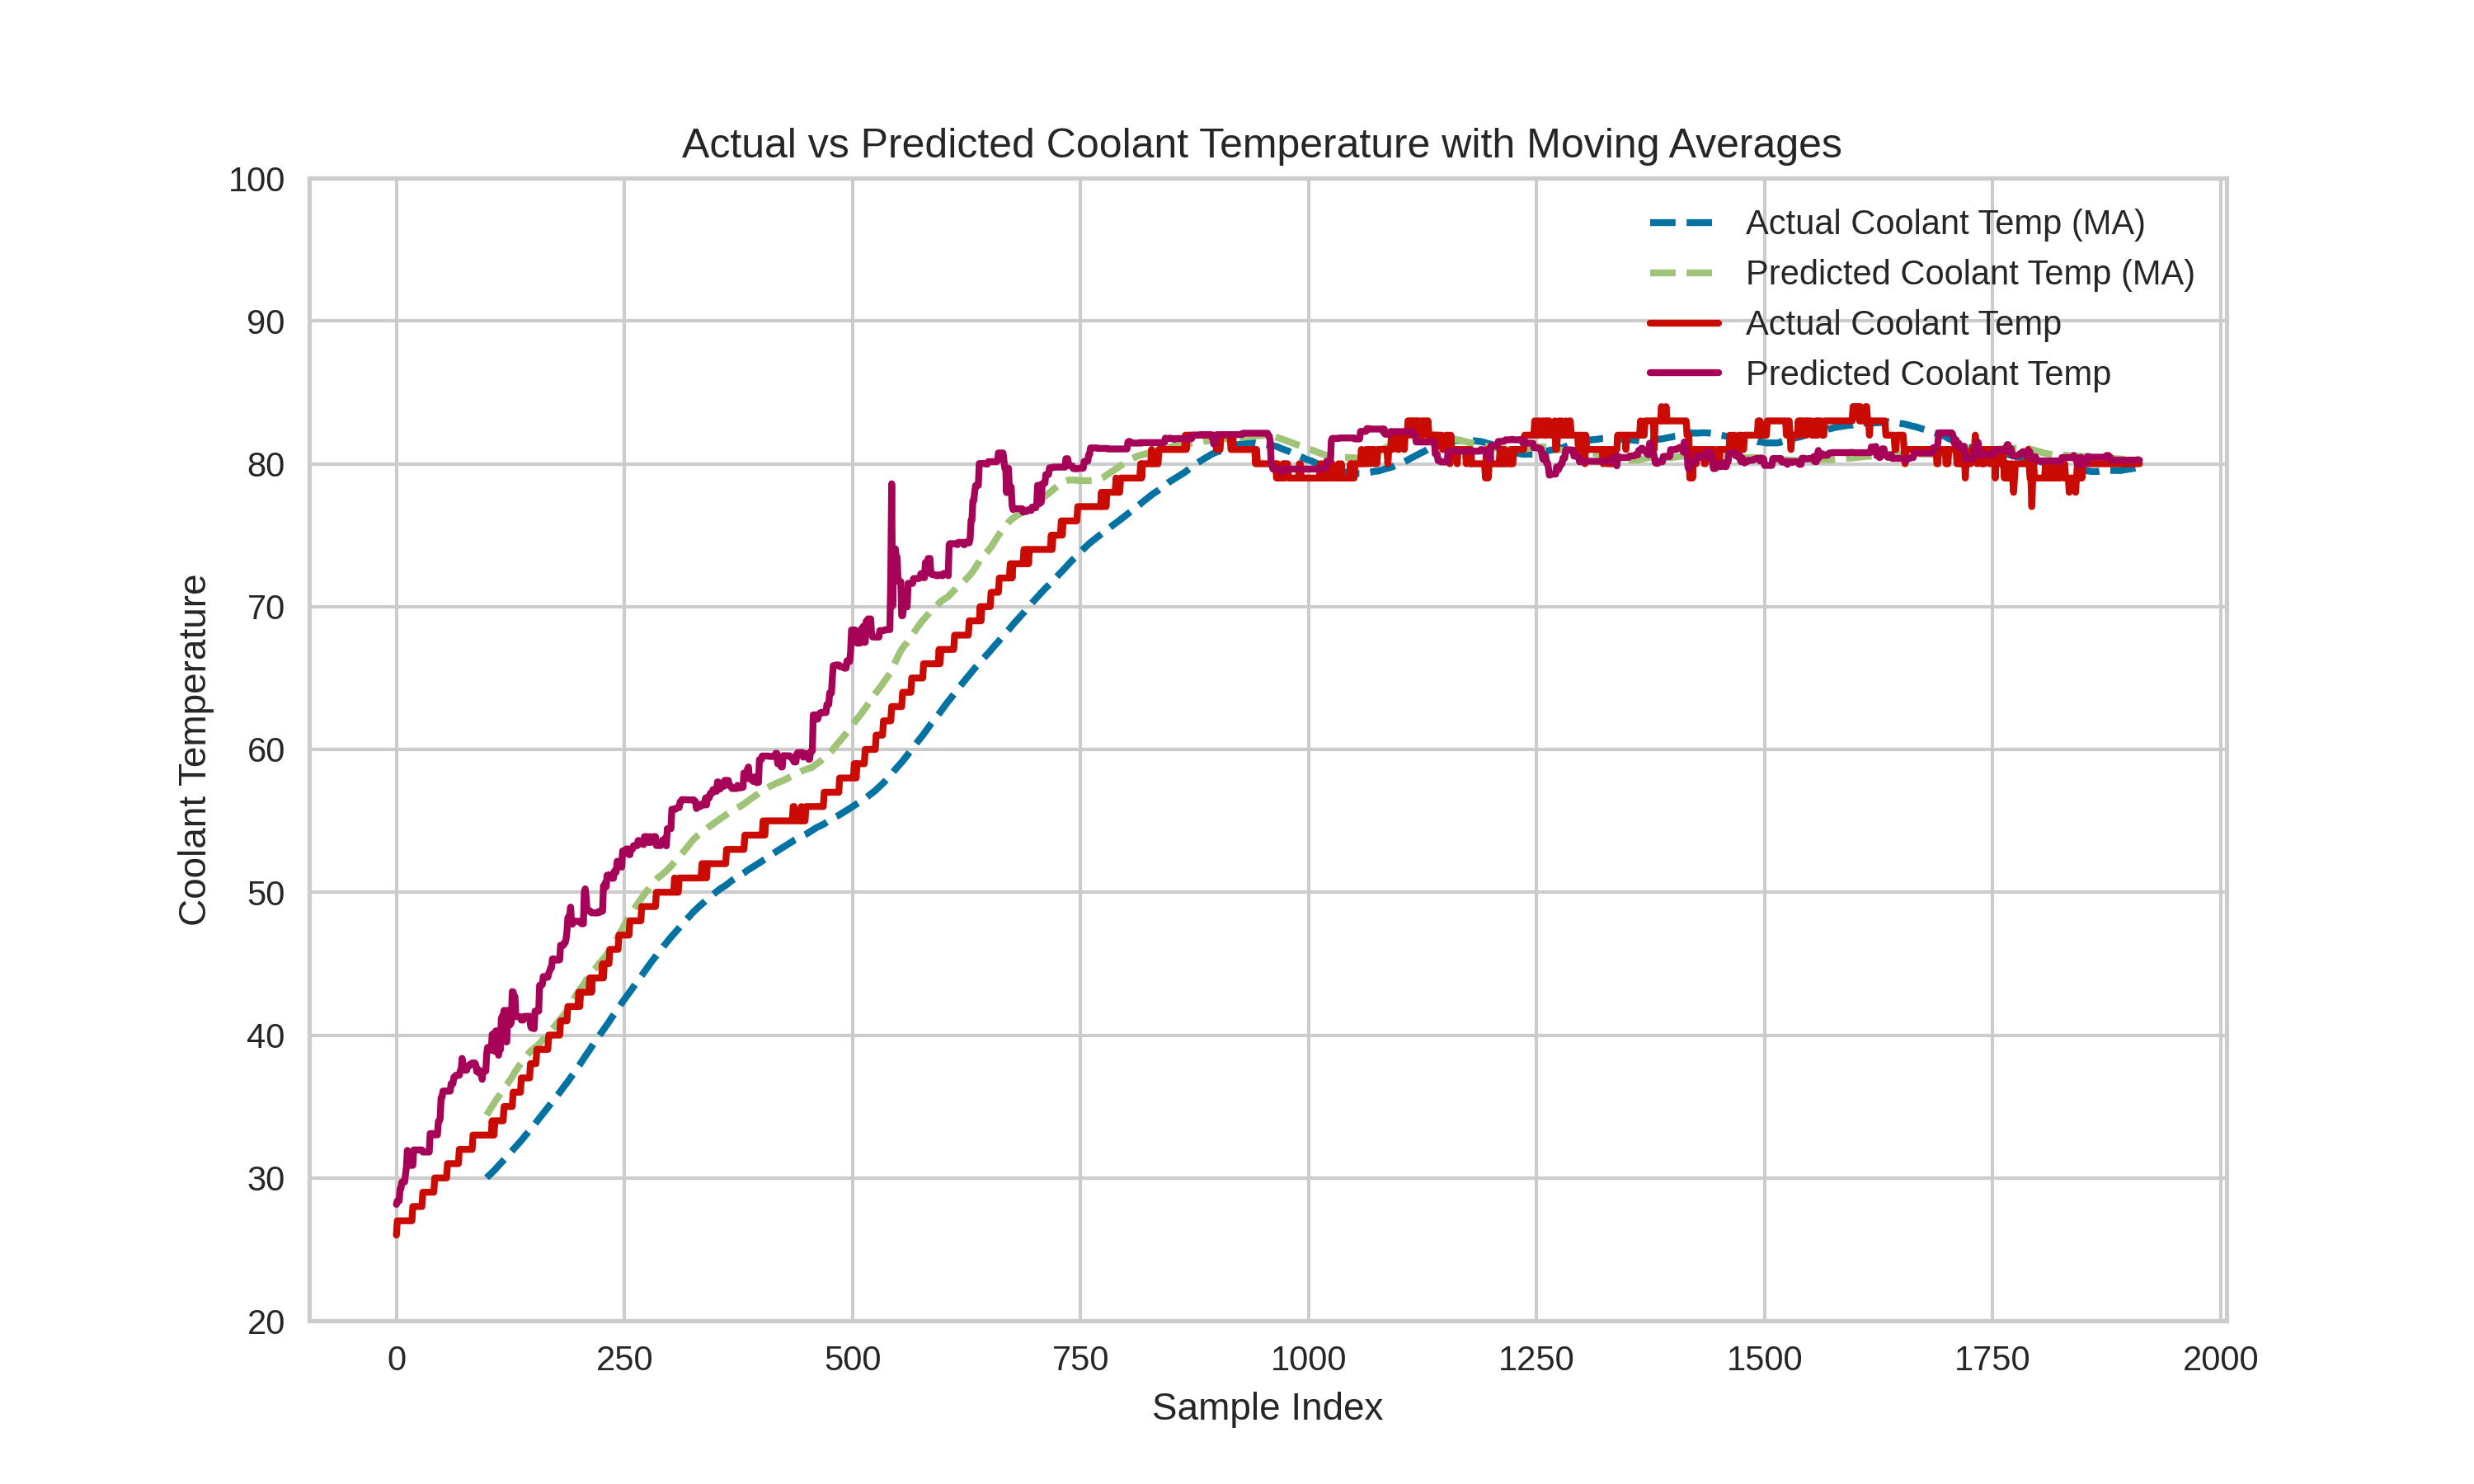 Actual vs Predicted Coolant Temperature with Moving Averages
100
90
80
70
60
50
40
30
20
Coolant Temperature
Actual Coolant Temp (MA)
Predicted Coolant Temp (MA)
Actual Coolant Temp
Predicted Coolant Temp
0 250 500 750 1000 1250 1500 1750 2000
Sample Index